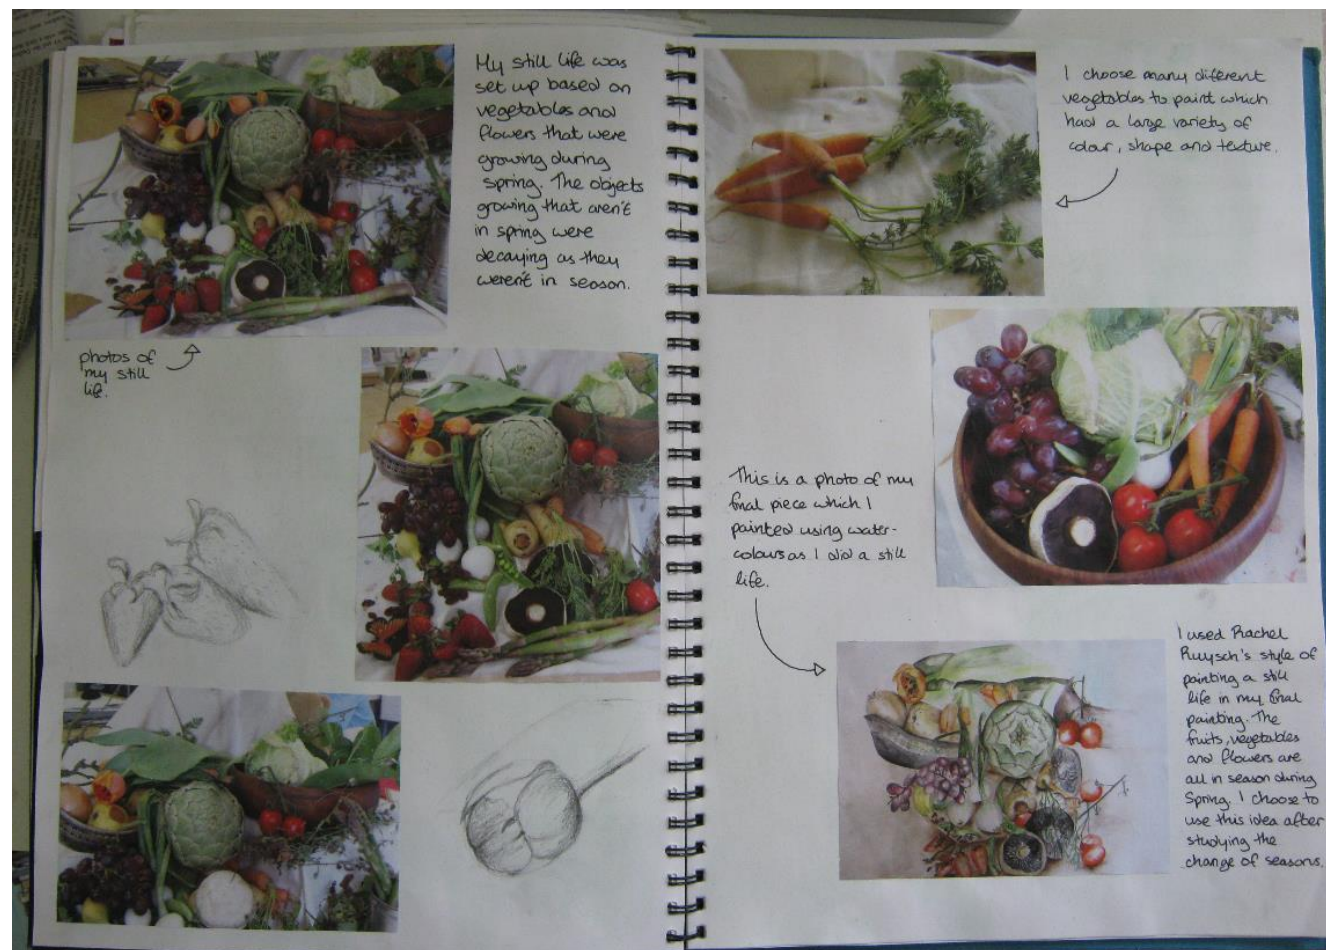 My still life was
set up based on
vegetables and
flowers that were
growing during
spring. The objects
growing that aren't
in spring were
decaying as they
weren't in season.
photos of
my still
life.
I choose many different
vegetables to paint which
had a large variety of
colour, shape and texture.
This is a photo of my
final piece which I
painted using water-
colours as I did a still
life.
I used Rachel
Ruysch's style of
painting a still
life in my final
painting. The
fruits, vegetables
and flowers are
all in season during
Spring. I choose to
use this idea after
studying the
change of seasons.